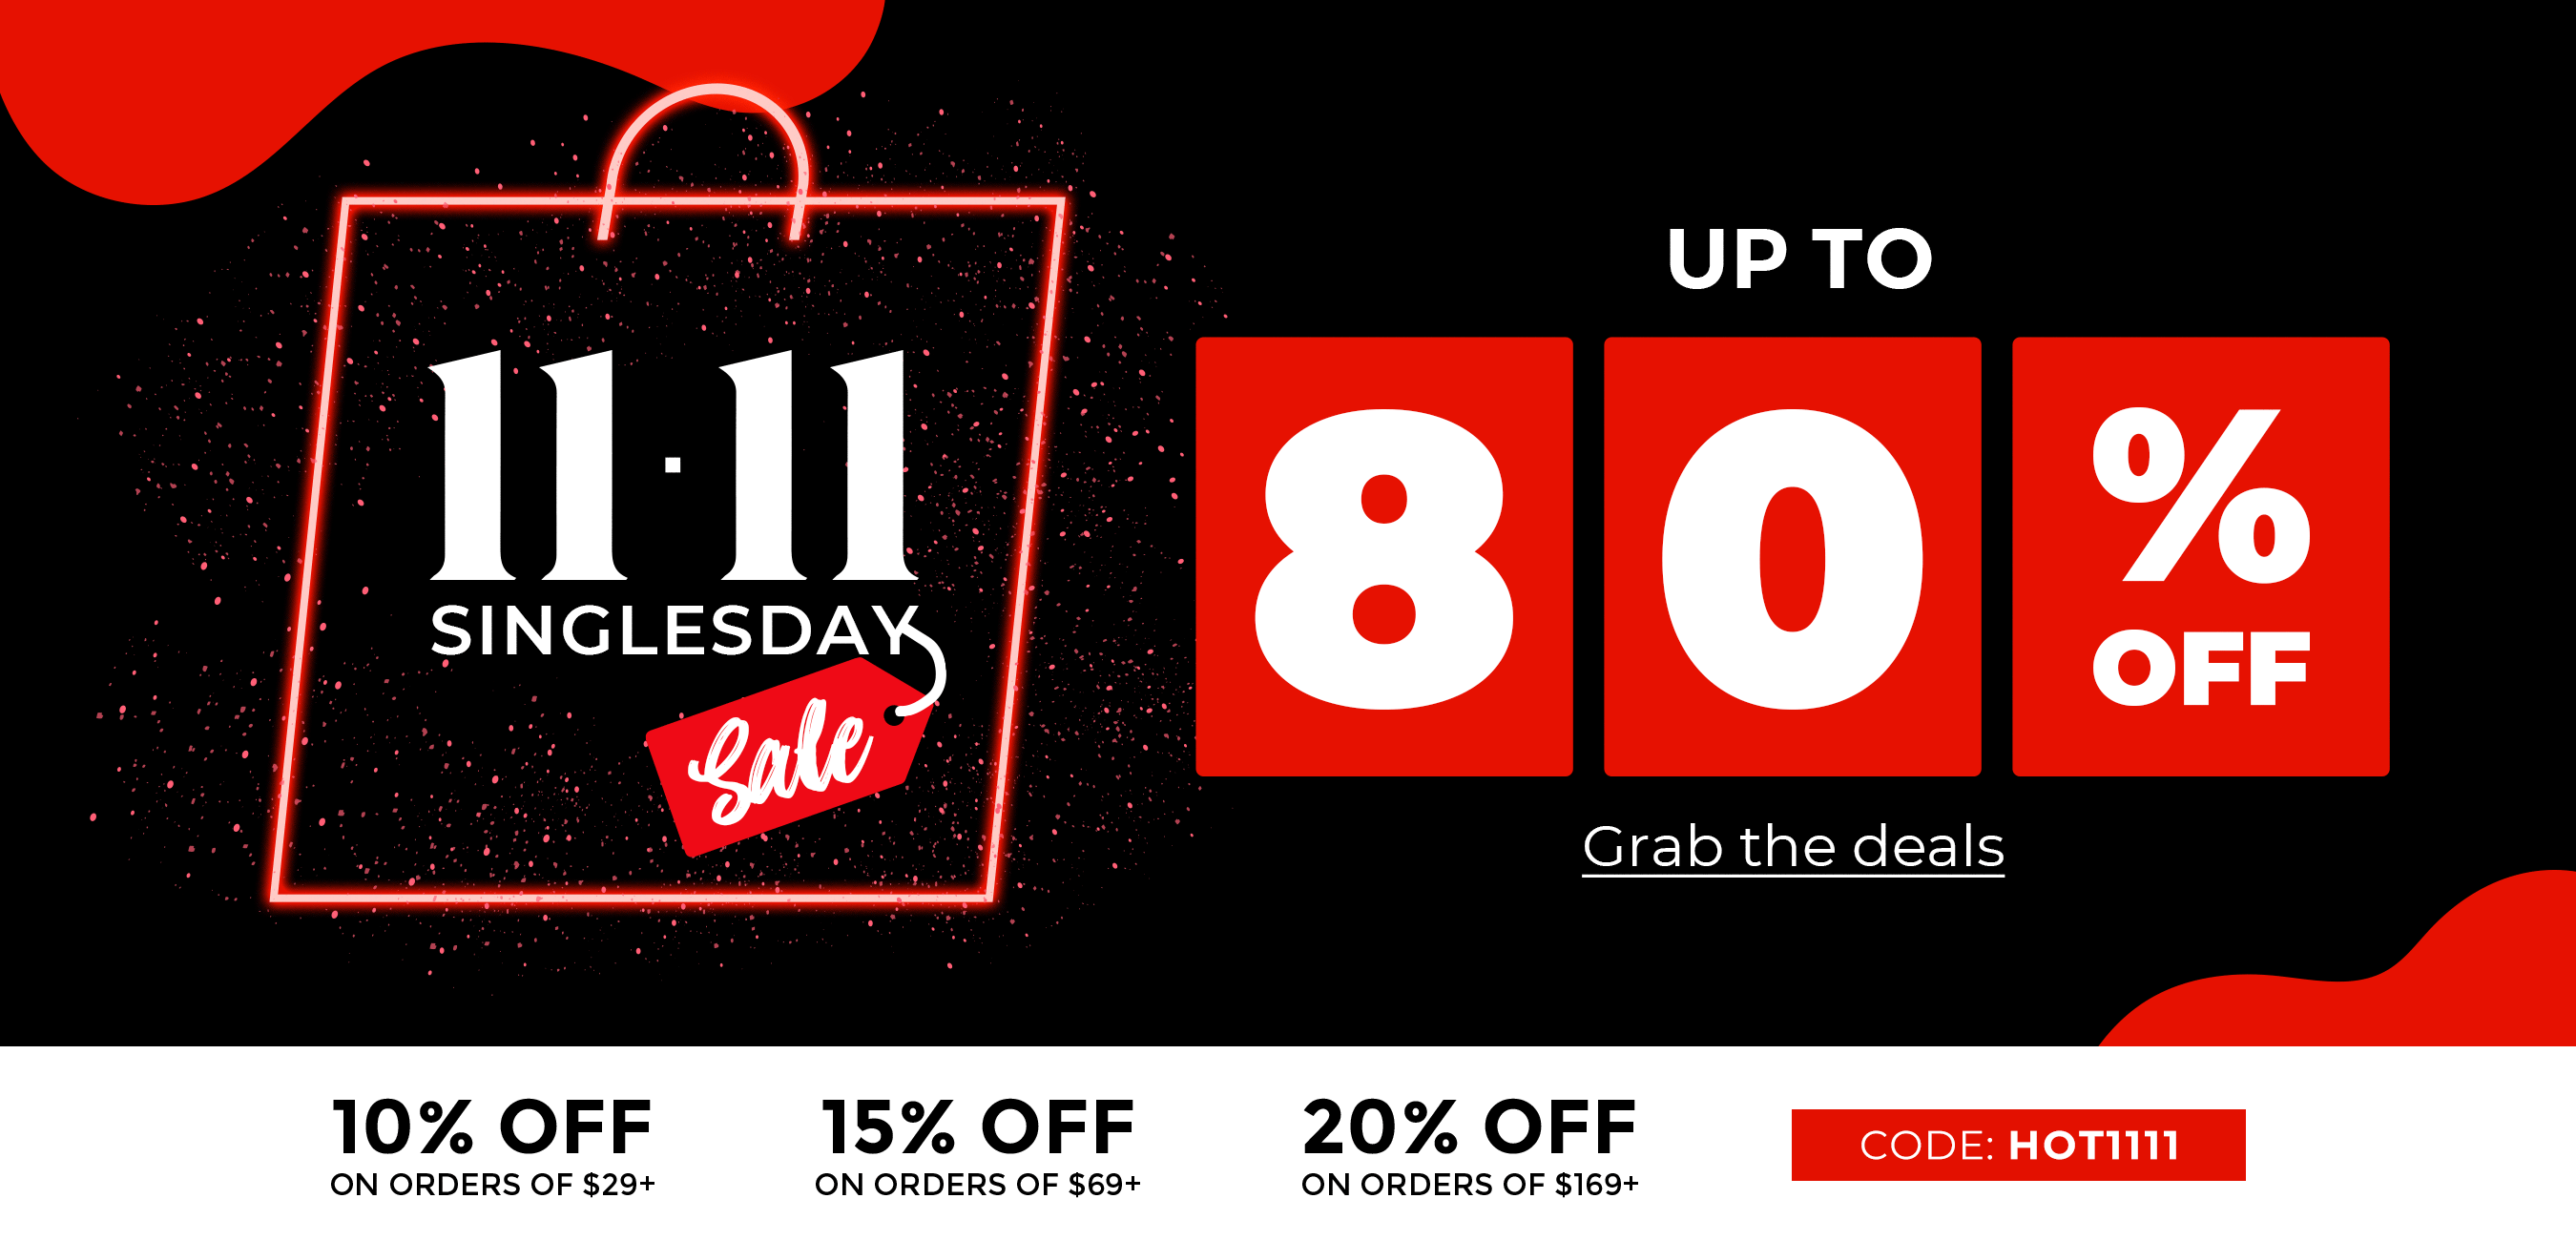 11·11
SINGLESDAY
Sale
UP TO
80%
OFF
Grab the deals
10% OFF
ON ORDERS OF $29+
15% OFF
ON ORDERS OF $69+
20% OFF
ON ORDERS OF $169+
CODE: HOT1111